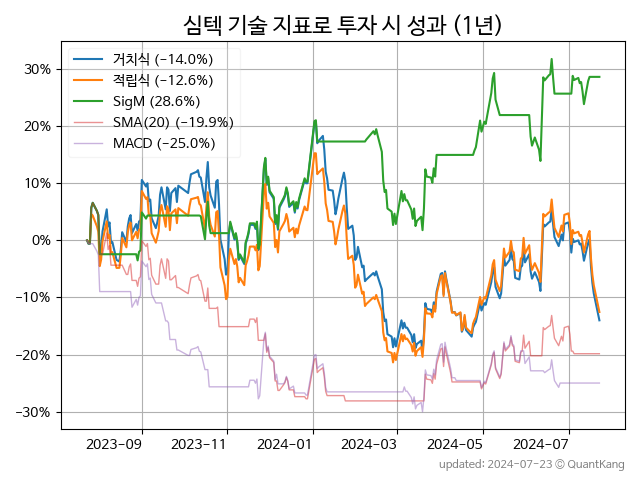 심텍 기술 지표로 투자 시 성과 (1년)
거치식 (−14.0%)
적립식 (−12.6%)
SigM (28.6%)
SMA(20) (−19.9%)
MACD (−25.0%)
30%
20%
10%
0%
−10%
−20%
−30%
2023−09 2023−11 2024−01 2024−03 2024−05 2024−07
updated: 2024−07−23 © QuantKang